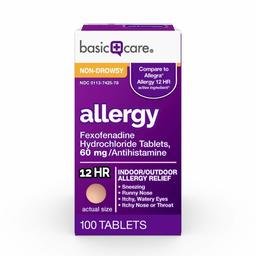 basic+care®
NON-DROWSY
NDC 0113-7425-78
Compare to
Allegra®
Allergy 12 HR
active ingredient†
allergy
Fexofenadine
Hydrochloride Tablets,
60 mg/Antihistamine
12 HR
actual size
INDOOR/OUTDOOR
ALLERGY RELIEF
• Sneezing
• Runny Nose
• Itchy, Watery Eyes
• Itchy Nose or Throat
100 TABLETS